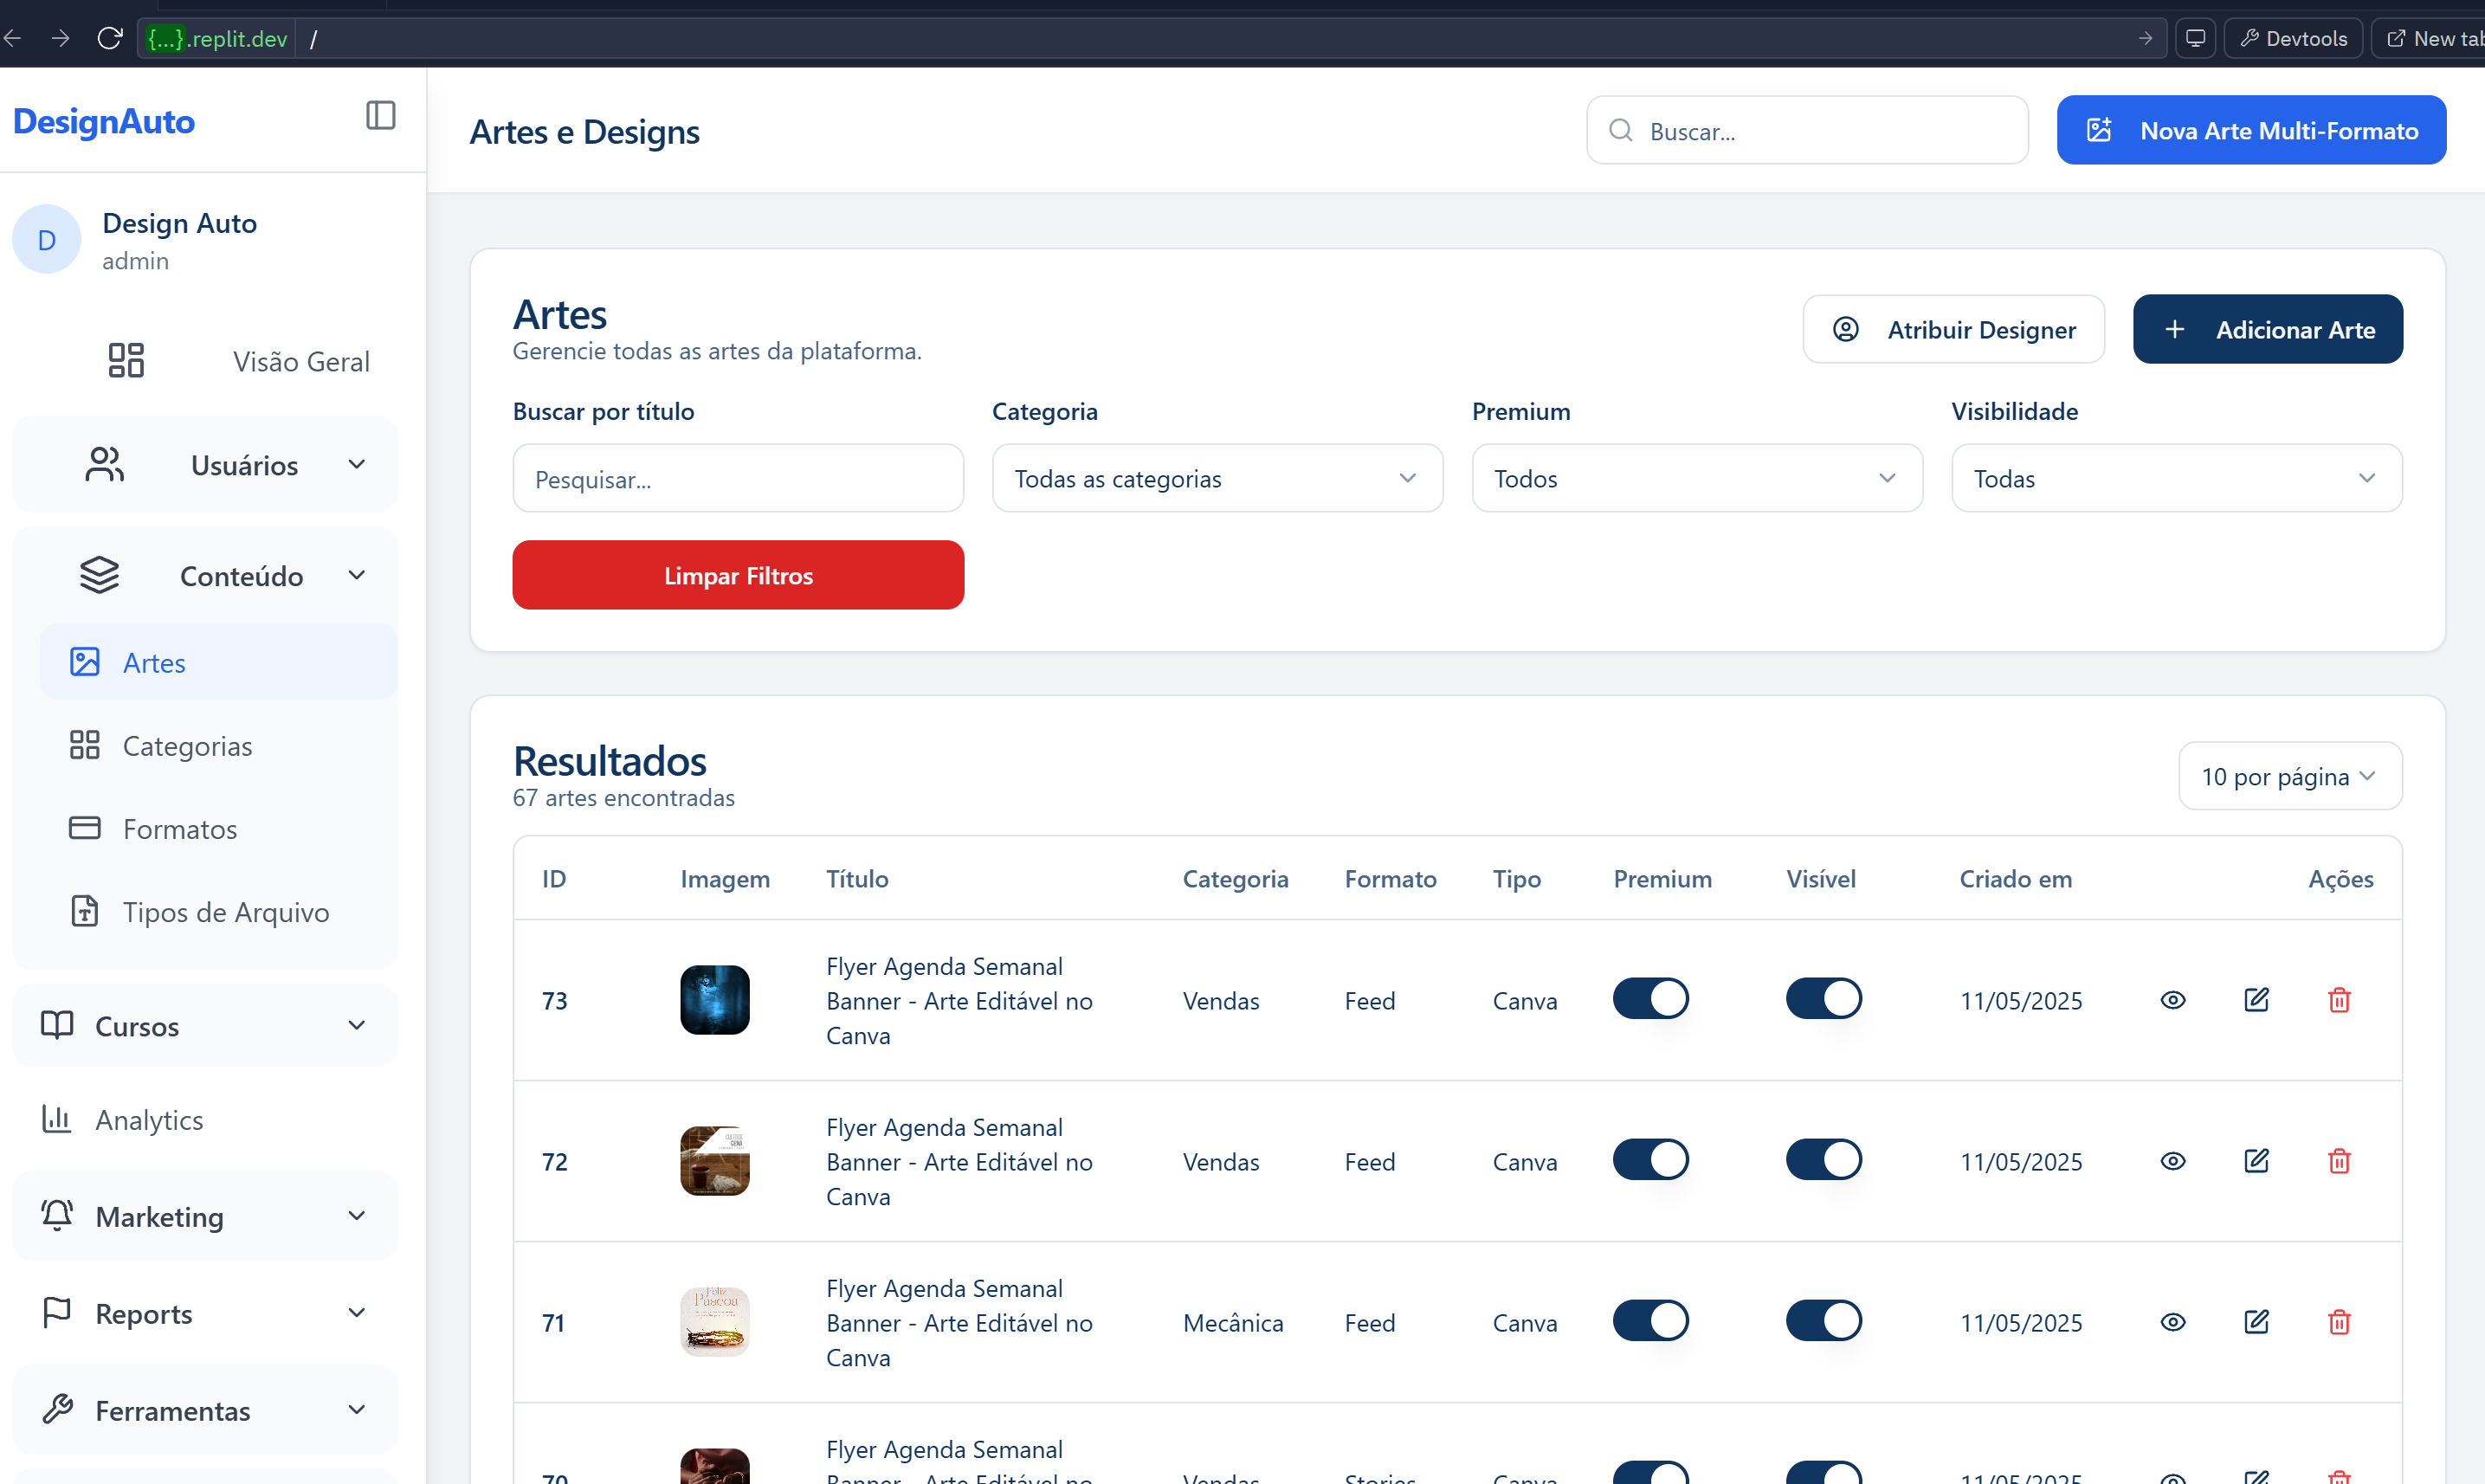 {...}.replit.dev /
Devtools
New tab
DesignAuto
Artes e Designs
Buscar...
Nova Arte Multi-Formato
D
Design Auto
admin
Visão Geral
Usuários
Conteúdo
Artes
Categorias
Formatos
Tipos de Arquivo
Cursos
Analytics
Marketing
Reports
Ferramentas
Artes
Gerencie todas as artes da plataforma.
Atribuir Designer
Adicionar Arte
Buscar por título
Categoria
Premium
Visibilidade
Pesquisar...
Todas as categorias
Todos
Todas
Limpar Filtros
Resultados
67 artes encontradas
10 por página
ID Imagem Título Categoria Formato Tipo Premium Visível Criado em Ações
Flyer Agenda Semanal
73 Banner - Arte Editável no Vendas Feed Canva 11/05/2025
Canva
Flyer Agenda Semanal
72 Banner - Arte Editável no Vendas Feed Canva 11/05/2025
Canva
Flyer Agenda Semanal
71 Banner - Arte Editável no Mecânica Feed Canva 11/05/2025
Canva
Flyer Agenda Semanal
70 Banner - Arte Editável no Vendas Stories Canva 11/05/2025